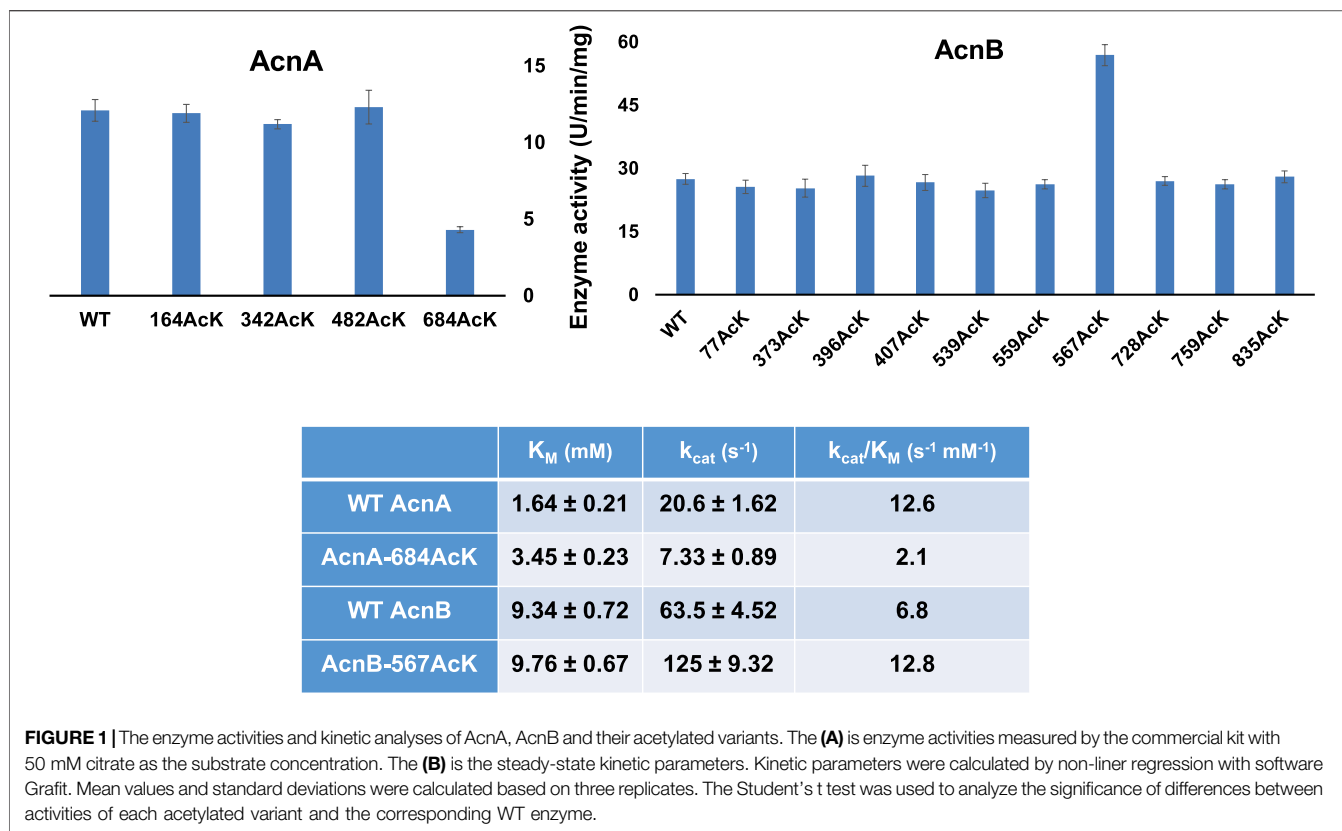 AcnA
15
10
5
0
WT 164AcK 342AcK 482AcK 684AcK
Enzyme activity (U/min/mg)
AcnB
60
45
30
15
0
WT 77AcK 373AcK 396AcK 407AcK 539AcK 559AcK 567AcK 728AcK 759AcK 835AcK
KM (mM) kcat (s-1) kcat/KM (s-1 mM-1)
WT AcnA 1.64 ± 0.21 20.6 ± 1.62 12.6
AcnA-684AcK 3.45 ± 0.23 7.33 ± 0.89 2.1
WT AcnB 9.34 ± 0.72 63.5 ± 4.52 6.8
AcnB-567AcK 9.76 ± 0.67 125 ± 9.32 12.8
FIGURE 1 | The enzyme activities and kinetic analyses of AcnA, AcnB and their acetylated variants. The (A) is enzyme activities measured by the commercial kit with
50 mM citrate as the substrate concentration. The (B) is the steady-state kinetic parameters. Kinetic parameters were calculated by non-liner regression with software
Grafit. Mean values and standard deviations were calculated based on three replicates. The Student's t test was used to analyze the significance of differences between
activities of each acetylated variant and the corresponding WT enzyme.